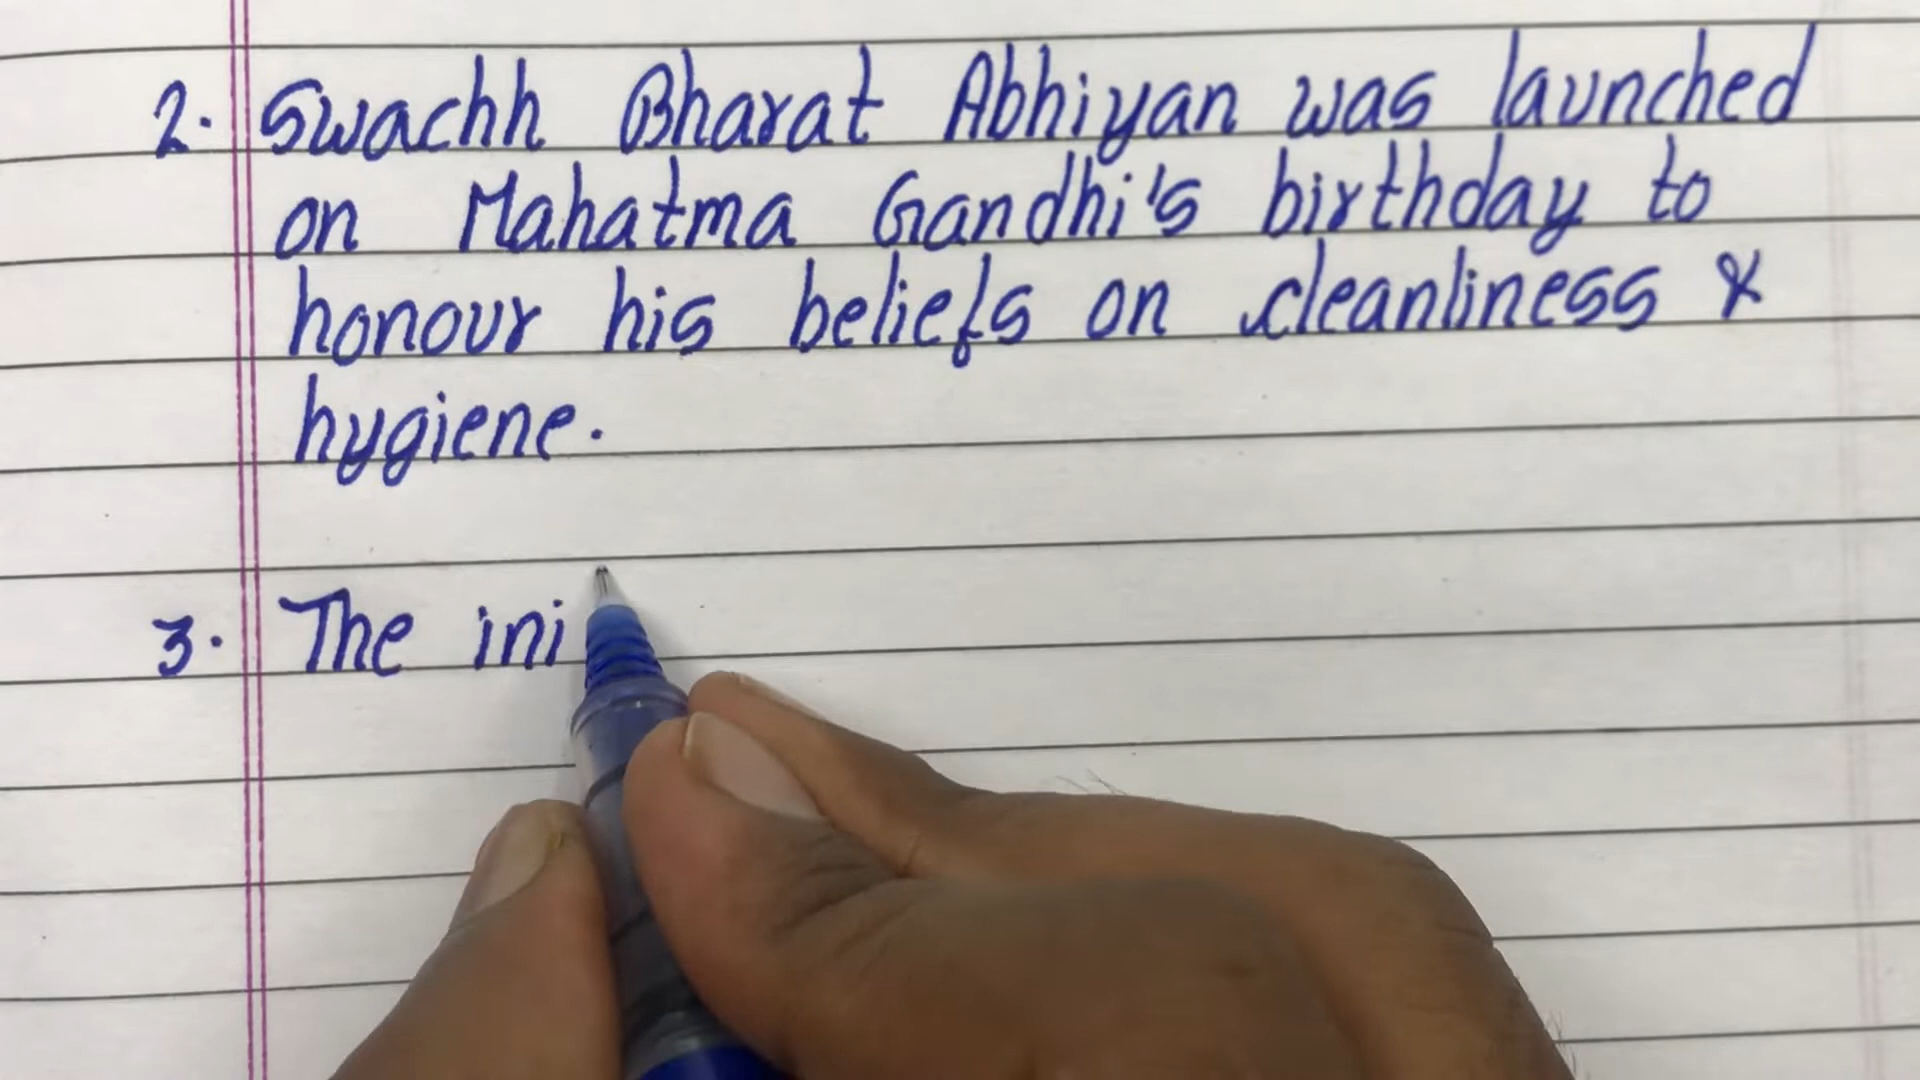 2. Swachh Bharat Abhiyan was launched
on Mahatma Gandhi's birthday to
honour his beliefs on cleanliness &
hygiene.
3. The ini